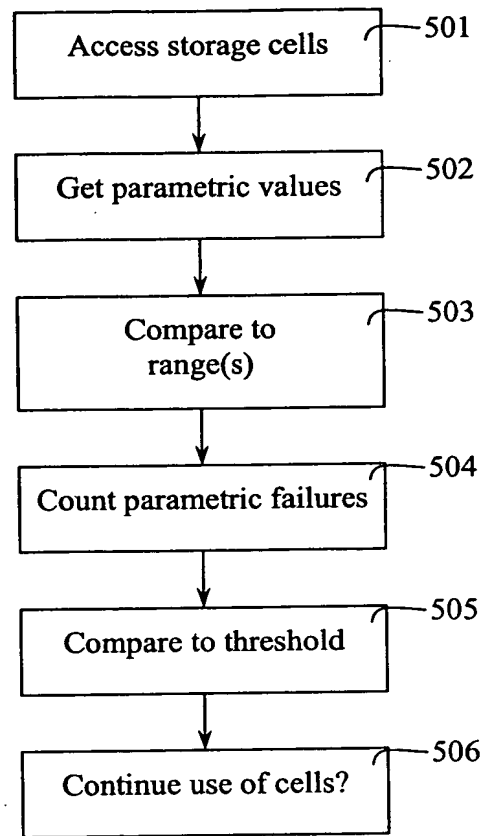 501
Access storage cells
502
Get parametric values
503
Compare to
range(s)
504
Count parametric failures
505
Compare to threshold
506
Continue use of cells?